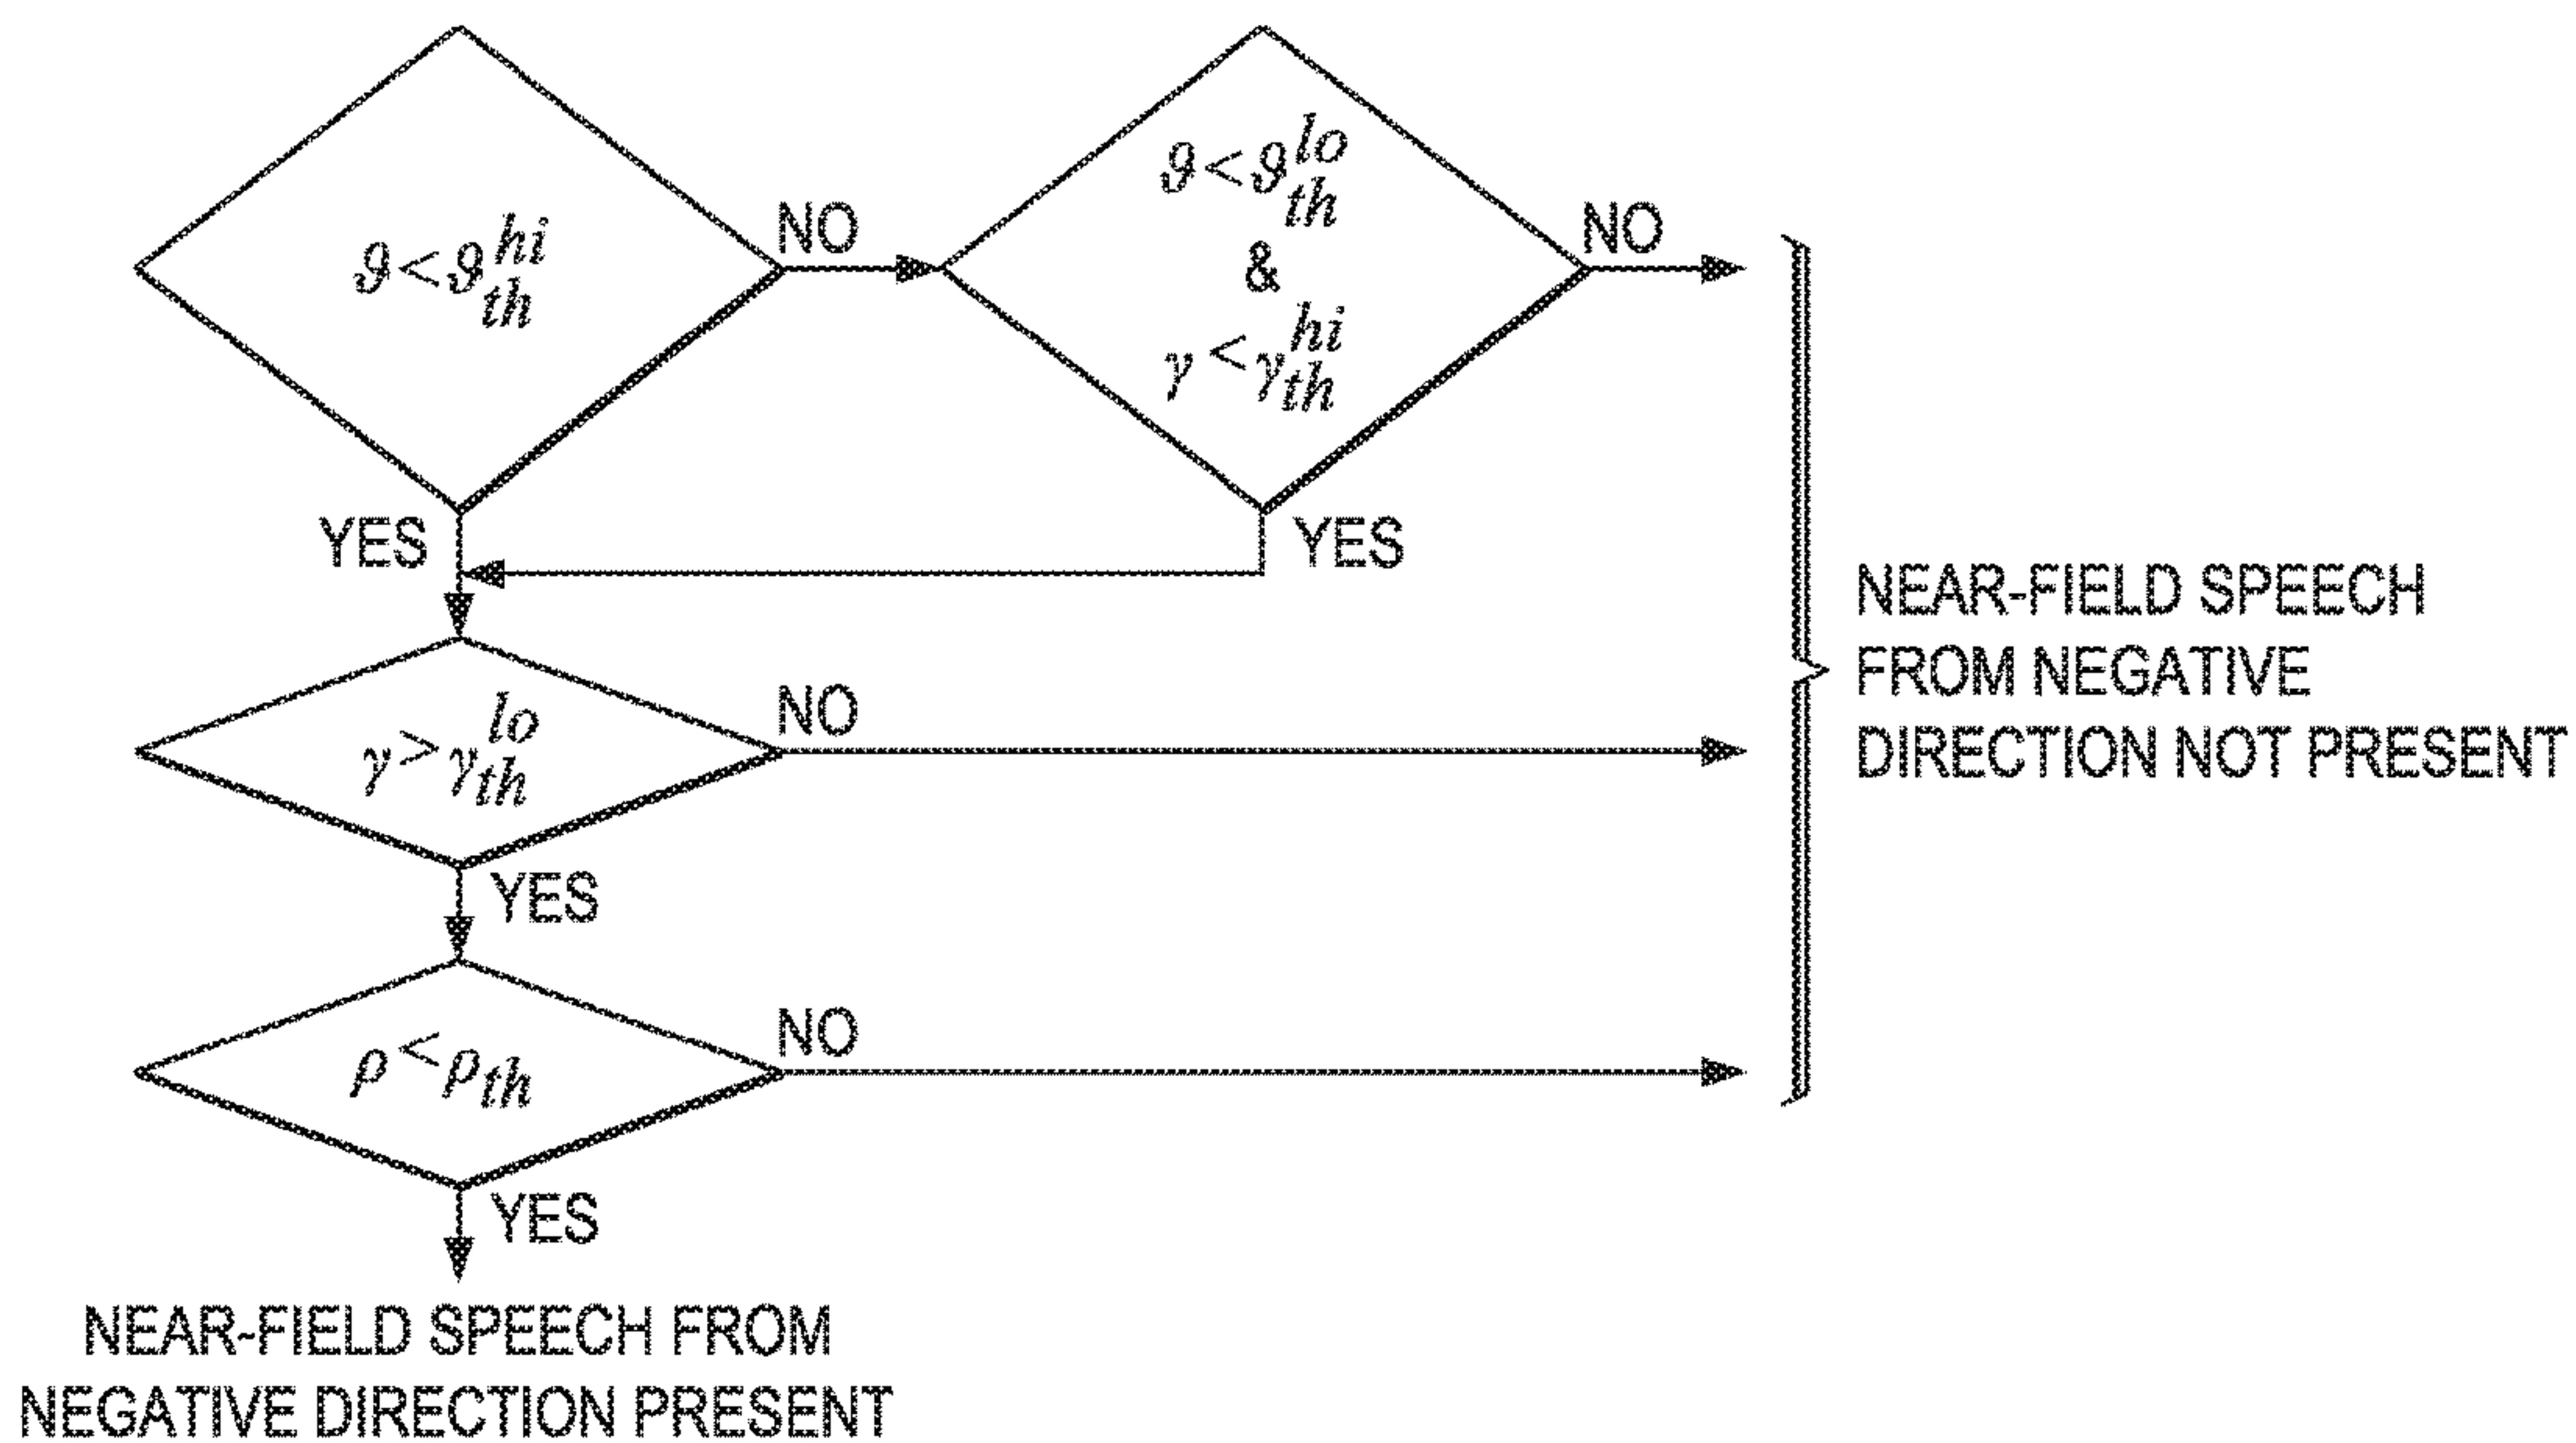 ϑ<ϑ_th^hi
NO
ϑ<ϑ_th^lo
&
γ<γ_th^hi
NO
YES
YES
γ>γ_th^lo
NO
YES
ρ<ρ_th
NO
YES
NEAR-FIELD SPEECH
FROM NEGATIVE
DIRECTION NOT PRESENT
NEAR-FIELD SPEECH FROM
NEGATIVE DIRECTION PRESENT